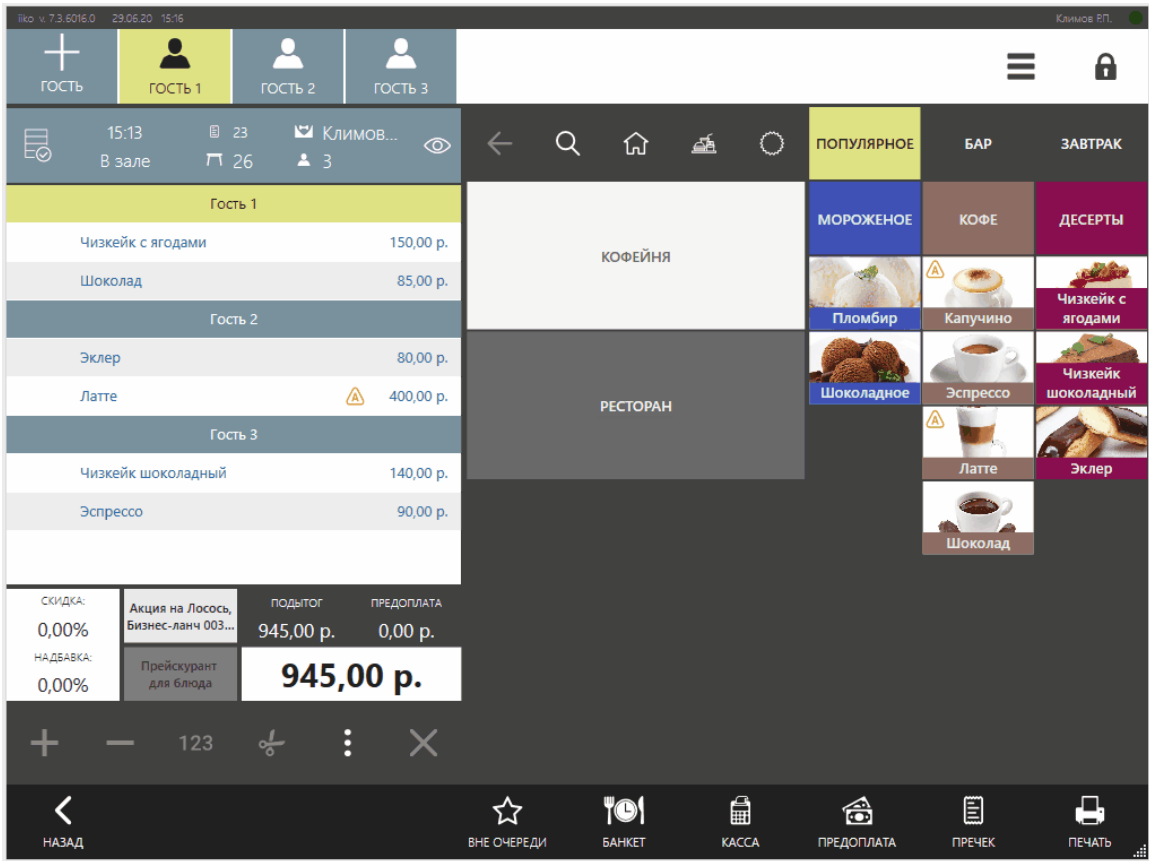 iiko v. 7.3.6016.0 29.06.20 15:16 Климов Р.П.
ГОСТЬ ГОСТЬ 1 ГОСТЬ 2 ГОСТЬ 3
15:13 23 Климов...
В зале 26 3
ПОПУЛЯРНОЕ БАР ЗАВТРАК
Гость 1
Чизкейк с ягодами 150,00 р.
Шоколад 85,00 р.
Гость 2
Эклер 80,00 р.
Латте A 400,00 р.
Гость 3
Чизкейк шоколадный 140,00 р.
Эспрессо 90,00 р.
КОФЕЙНЯ
РЕСТОРАН
МОРОЖЕНОЕ КОФЕ ДЕСЕРТЫ
A
Пломбир Капучино Чизкейк с
ягодами
Шоколадное Эспрессо Чизкейк
шоколадный
A
Латте Эклер
Шоколад
СКИДКА:
0,00%
НАДБАВКА:
0,00%
Акция на Лосось,
Бизнес-ланч 003...
Прейскурант
для блюда
ПОДЫТОГ ПРЕДОПЛАТА
945,00 р. 0,00 р.
945,00 р.
123
НАЗАД ВНЕ ОЧЕРЕДИ БАНКЕТ КАССА ПРЕДОПЛАТА ПРЕЧЕК ПЕЧАТЬ